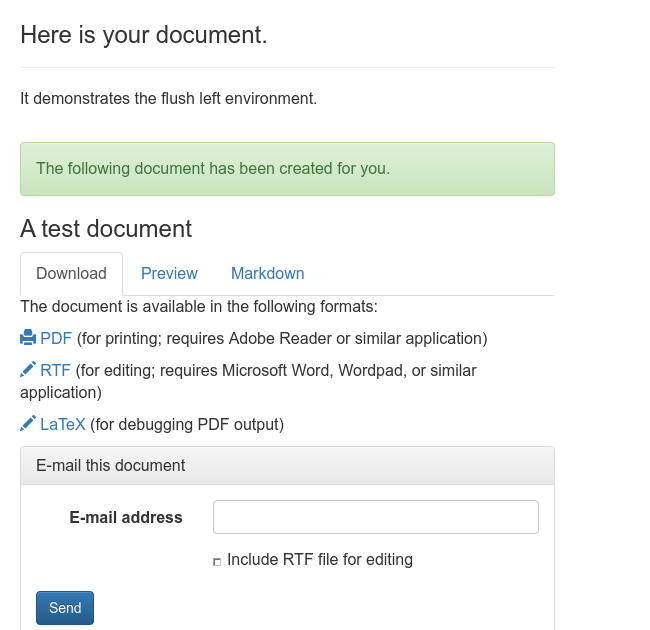 Here is your document.
It demonstrates the flush left environment.
The following document has been created for you.
A test document
Download Preview Markdown
The document is available in the following formats:
PDF (for printing; requires Adobe Reader or similar application)
RTF (for editing; requires Microsoft Word, Wordpad, or similar
application)
LaTeX (for debugging PDF output)
E-mail this document
E-mail address
Include RTF file for editing
Send